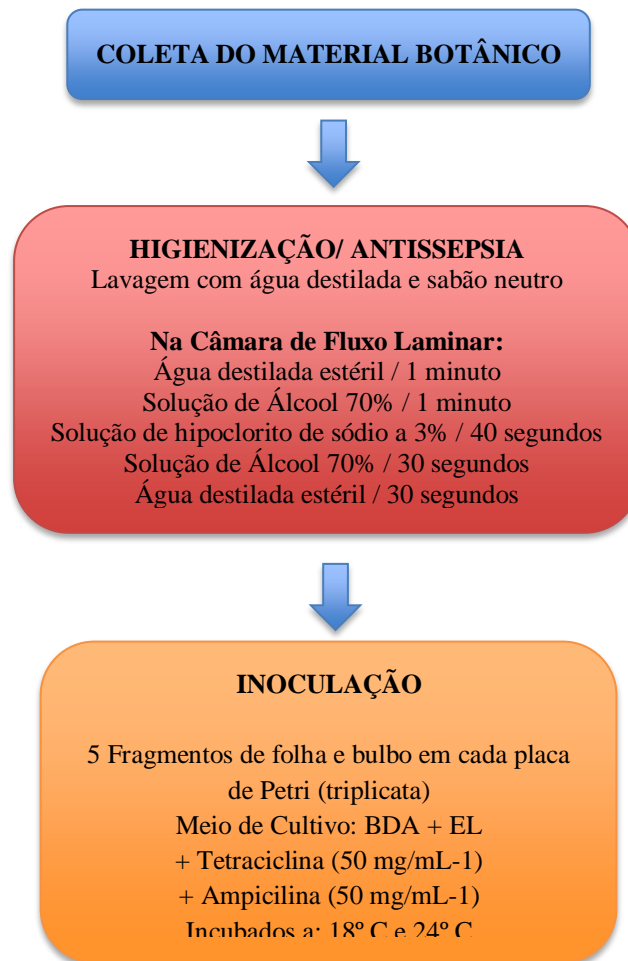 COLETA DO MATERIAL BOTÂNICO
HIGIENIZAÇÃO/ ANTISSEPSIA
Lavagem com água destilada e sabão neutro
Na Câmara de Fluxo Laminar:
Água destilada estéril / 1 minuto
Solução de Álcool 70% / 1 minuto
Solução de hipoclorito de sódio a 3% / 40 segundos
Solução de Álcool 70% / 30 segundos
Água destilada estéril / 30 segundos
INOCULAÇÃO
5 Fragmentos de folha e bulbo em cada placa
de Petri (triplicata)
Meio de Cultivo: BDA + EL
+ Tetraciclina (50 mg/mL-1)
+ Ampicilina (50 mg/mL-1)
Incubados a: 18º C e 24º C